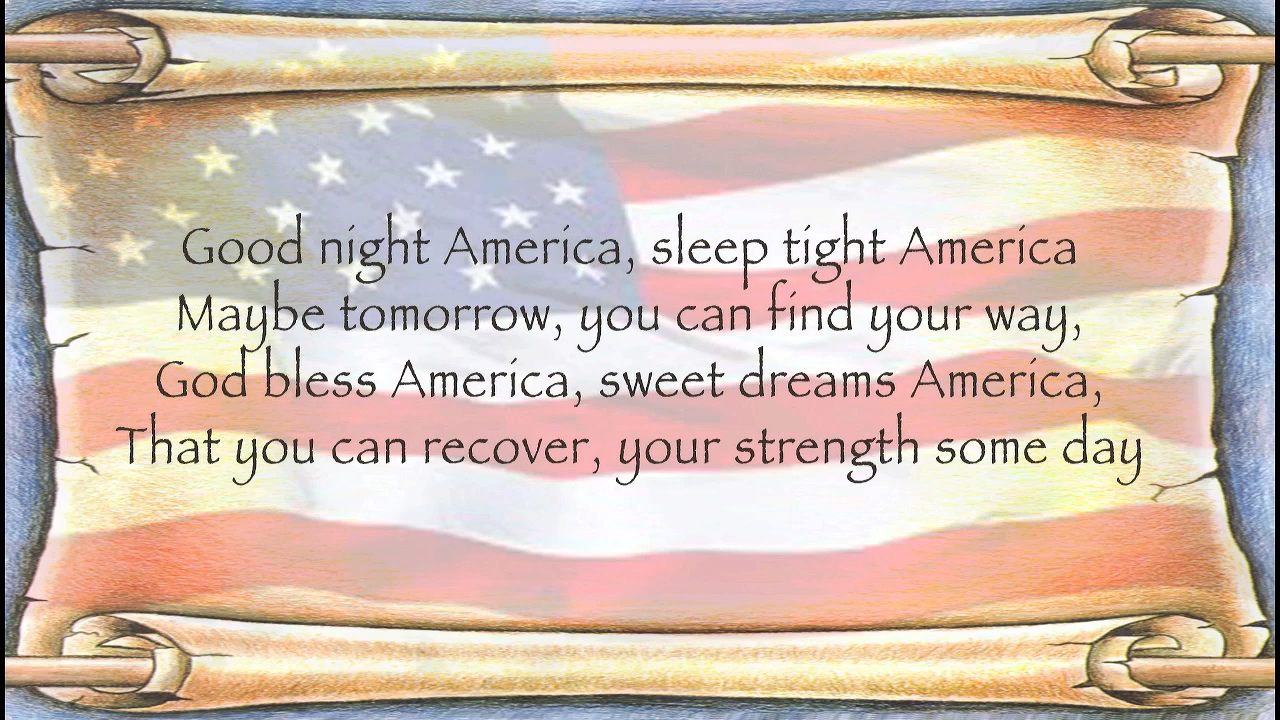 Good night America, sleep tight America
Maybe tomorrow, you can find your way,
God bless America, sweet dreams America,
That you can recover, your strength some day